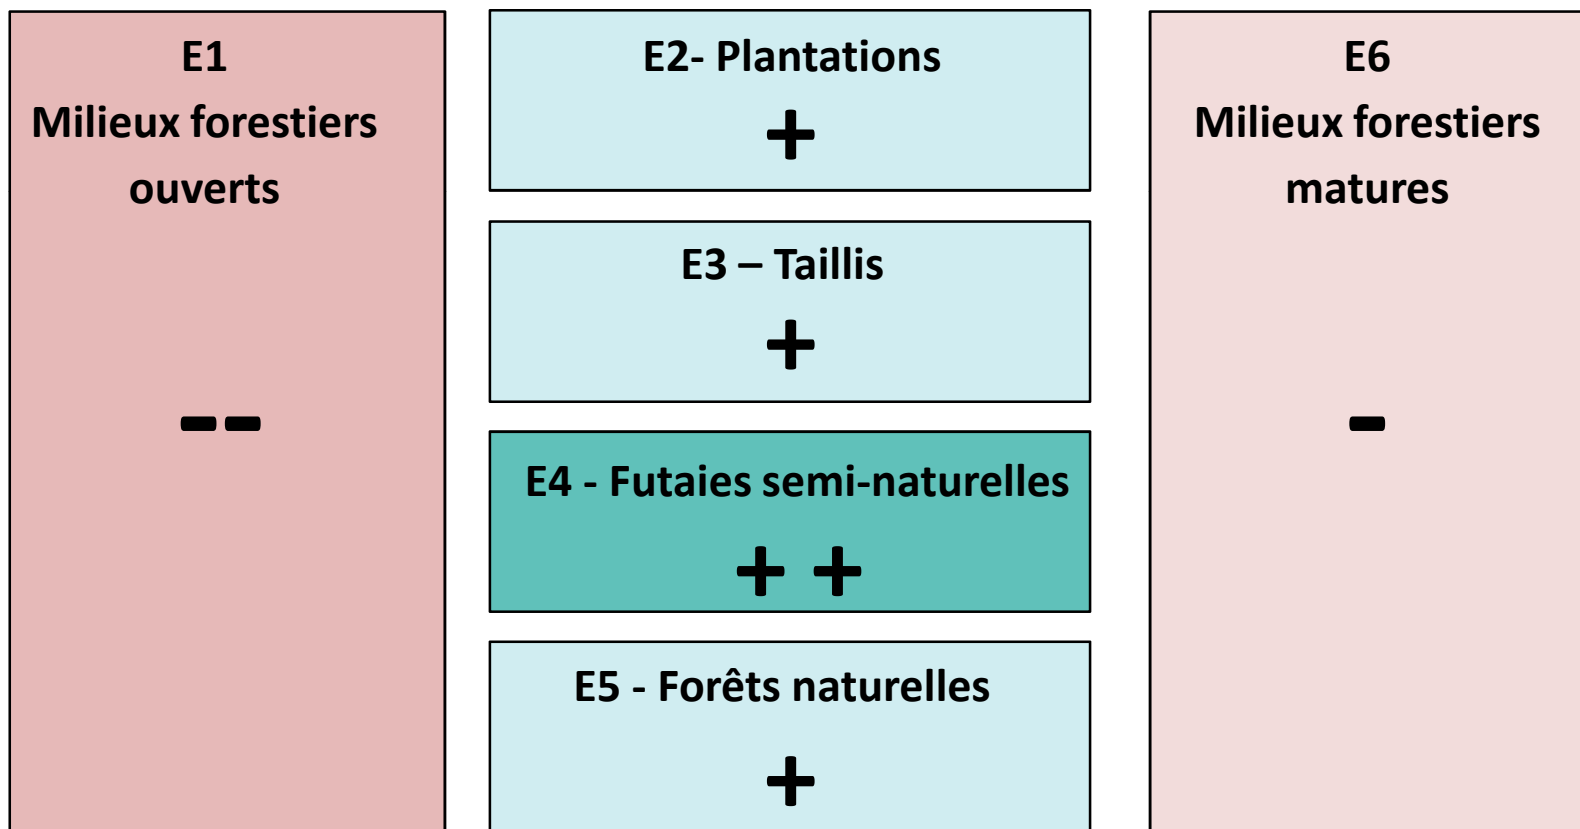 E1
Milieux forestiers
ouverts
--
E2- Plantations
+
E3 – Taillis
+
E4 - Futaies semi-naturelles
+ +
E5 - Forêts naturelles
+
E6
Milieux forestiers
matures
-